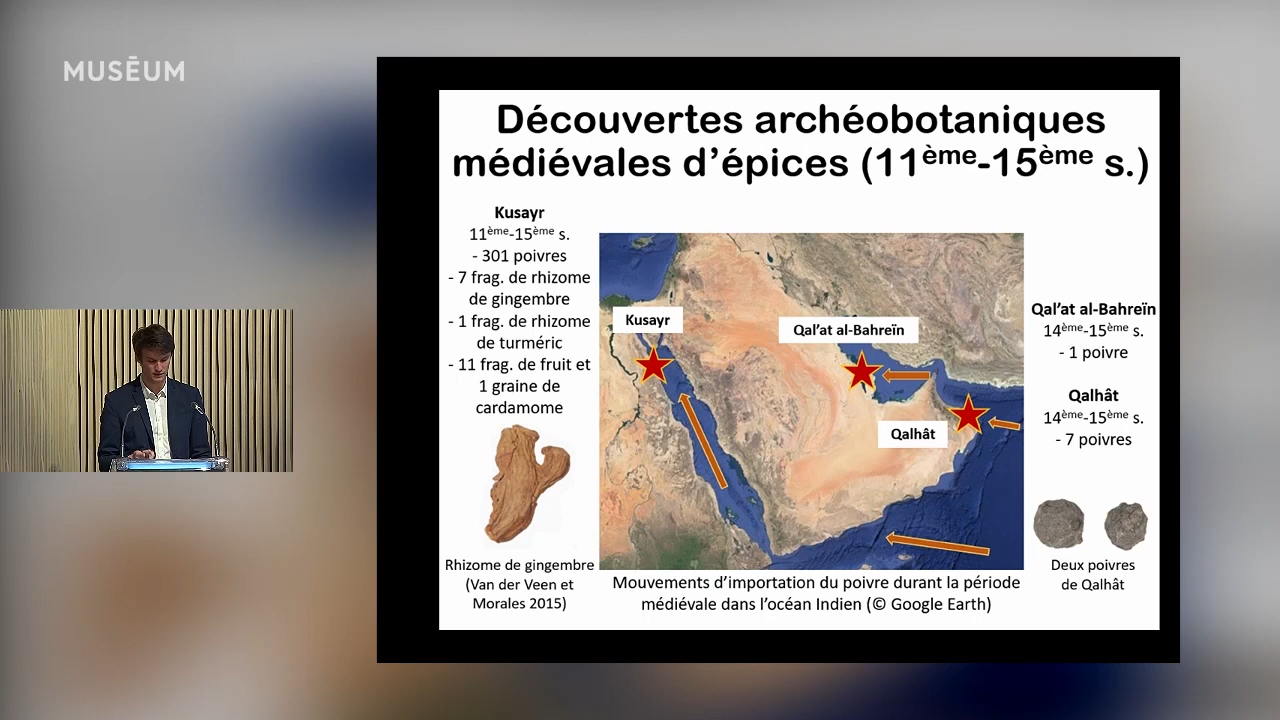 MUSĒUM
Découvertes archéobotaniques
médiévales d’épices (11ème-15ème s.)
Kusayr
11ème-15ème s.
- 301 poivres
- 7 frag. de rhizome
de gingembre
- 1 frag. de rhizome
de turméric
- 11 frag. de fruit et
1 graine de
cardamome
Rhizome de gingembre
(Van der Veen et
Morales 2015)
Kusayr
Qal’at al-Bahreïn
Qalhât
Mouvements d’importation du poivre durant la période
médiévale dans l’océan Indien (© Google Earth)
Qal’at al-Bahreïn
14ème-15ème s.
- 1 poivre
Qalhât
14ème-15ème s.
- 7 poivres
Deux poivres
de Qalhât